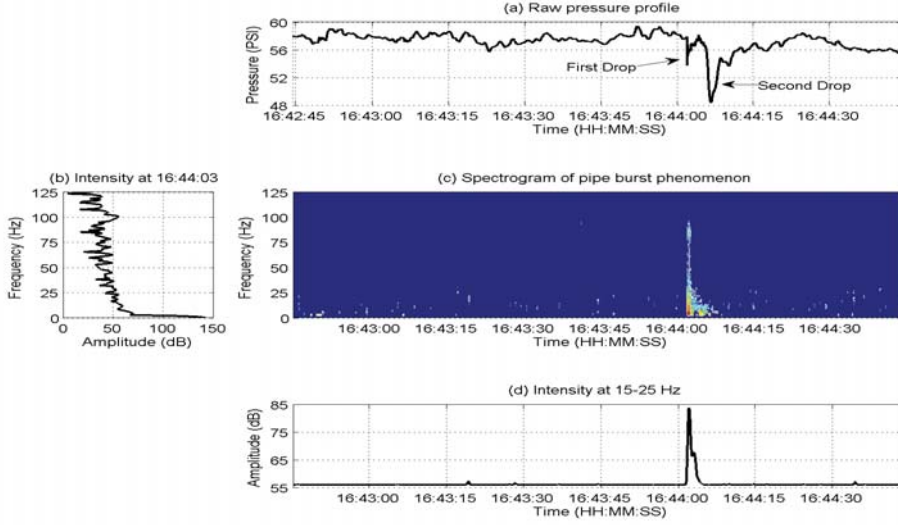 (a) Raw pressure profile
Pressure (PSI)
60
56
52
48
First Drop
Second Drop
16:42:45 16:43:00 16:43:15 16:43:30 16:43:45 16:44:00 16:44:15 16:44:30
Time (HH:MM:SS)
(b) Intensity at 16:44:03
Frequency (Hz)
125
100
75
50
25
0
0 50 100 150
Amplitude (dB)
(c) Spectrogram of pipe burst phenomenon
Frequency (Hz)
125
100
75
50
25
0
16:43:00 16:43:15 16:43:30 16:43:45 16:44:00 16:44:15 16:44:30
Time (HH:MM:SS)
(d) Intensity at 15-25 Hz
Amplitude (dB)
85
75
65
55
16:43:00 16:43:15 16:43:30 16:43:45 16:44:00 16:44:15 16:44:30
Time (HH:MM:SS)